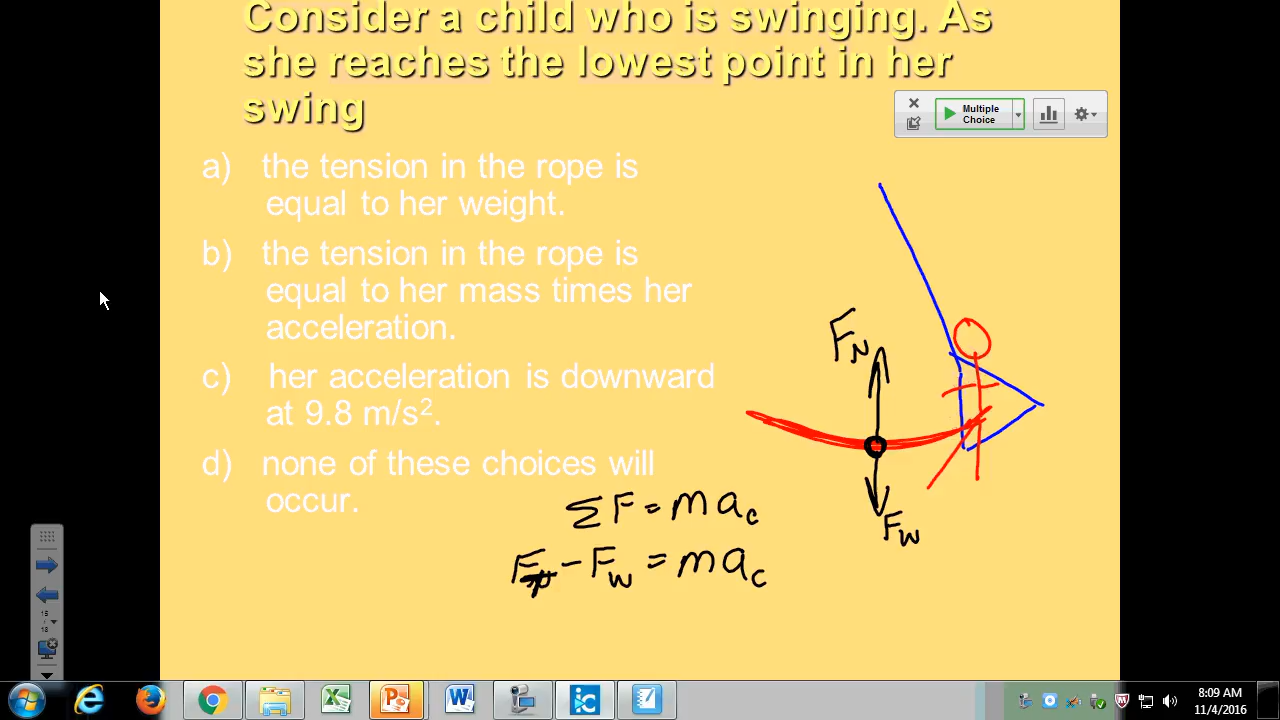 Consider a child who is swinging. As
she reaches the lowest point in her
swing
Multiple
Choice
a) the tension in the rope is
equal to her weight.
b) the tension in the rope is
equal to her mass times her
acceleration.
c) her acceleration is downward
at 9.8 m/s².
d) none of these choices will
occur.
F_N
F_W
ΣF = ma_c
F - F_W = ma_c
15
/
18
8:09 AM
11/4/2016